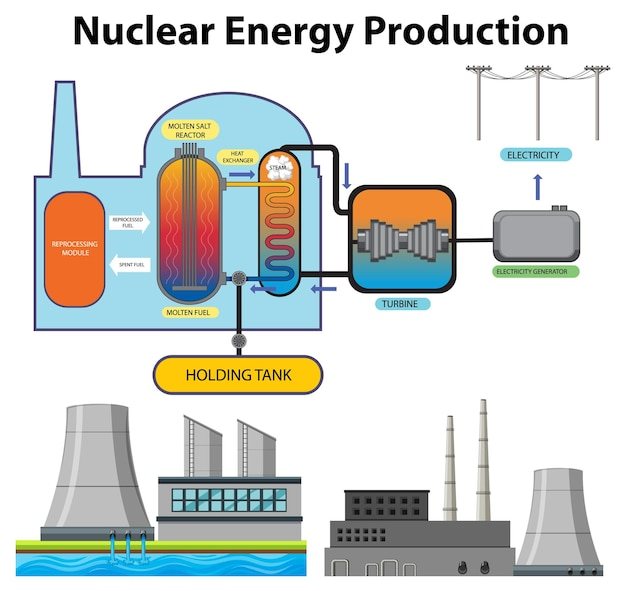 Nuclear Energy Production
MOLTEN SALT
REACTOR
HEAT
EXCHANGER
STEAM
ELECTRICITY
REPROCESSED
FUEL
REPROCESSING
MODULE
SPENT FUEL
ELECTRICITY GENERATOR
TURBINE
MOLTEN FUEL
HOLDING TANK